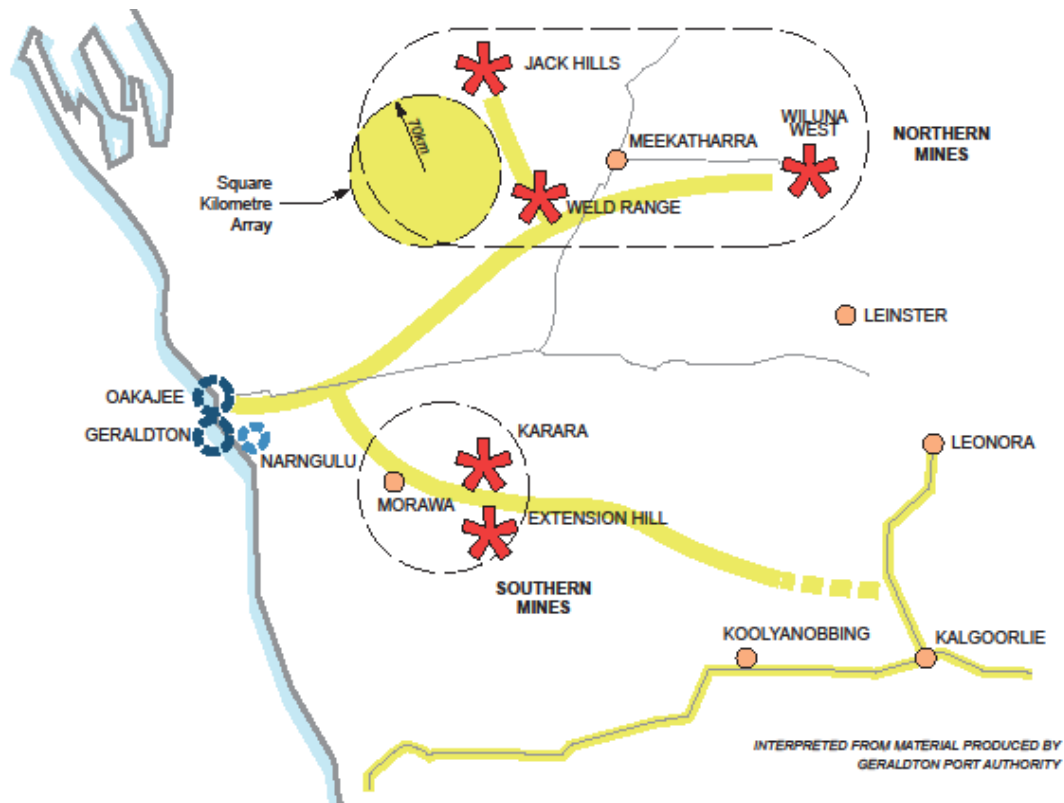 JACK HILLS
70km
WILUNA
WEST
MEEKATHARRA
NORTHERN
MINES
Square
Kilometre
Array
WELD RANGE
LEINSTER
OAKAJEE
GERALDTON
NARNGULU
KARARA
LEONORA
MORAWA
EXTENSION HILL
SOUTHERN
MINES
KOOLYANOBBING
KALGOORLIE
INTERPRETED FROM MATERIAL PRODUCED BY
GERALDTON PORT AUTHORITY